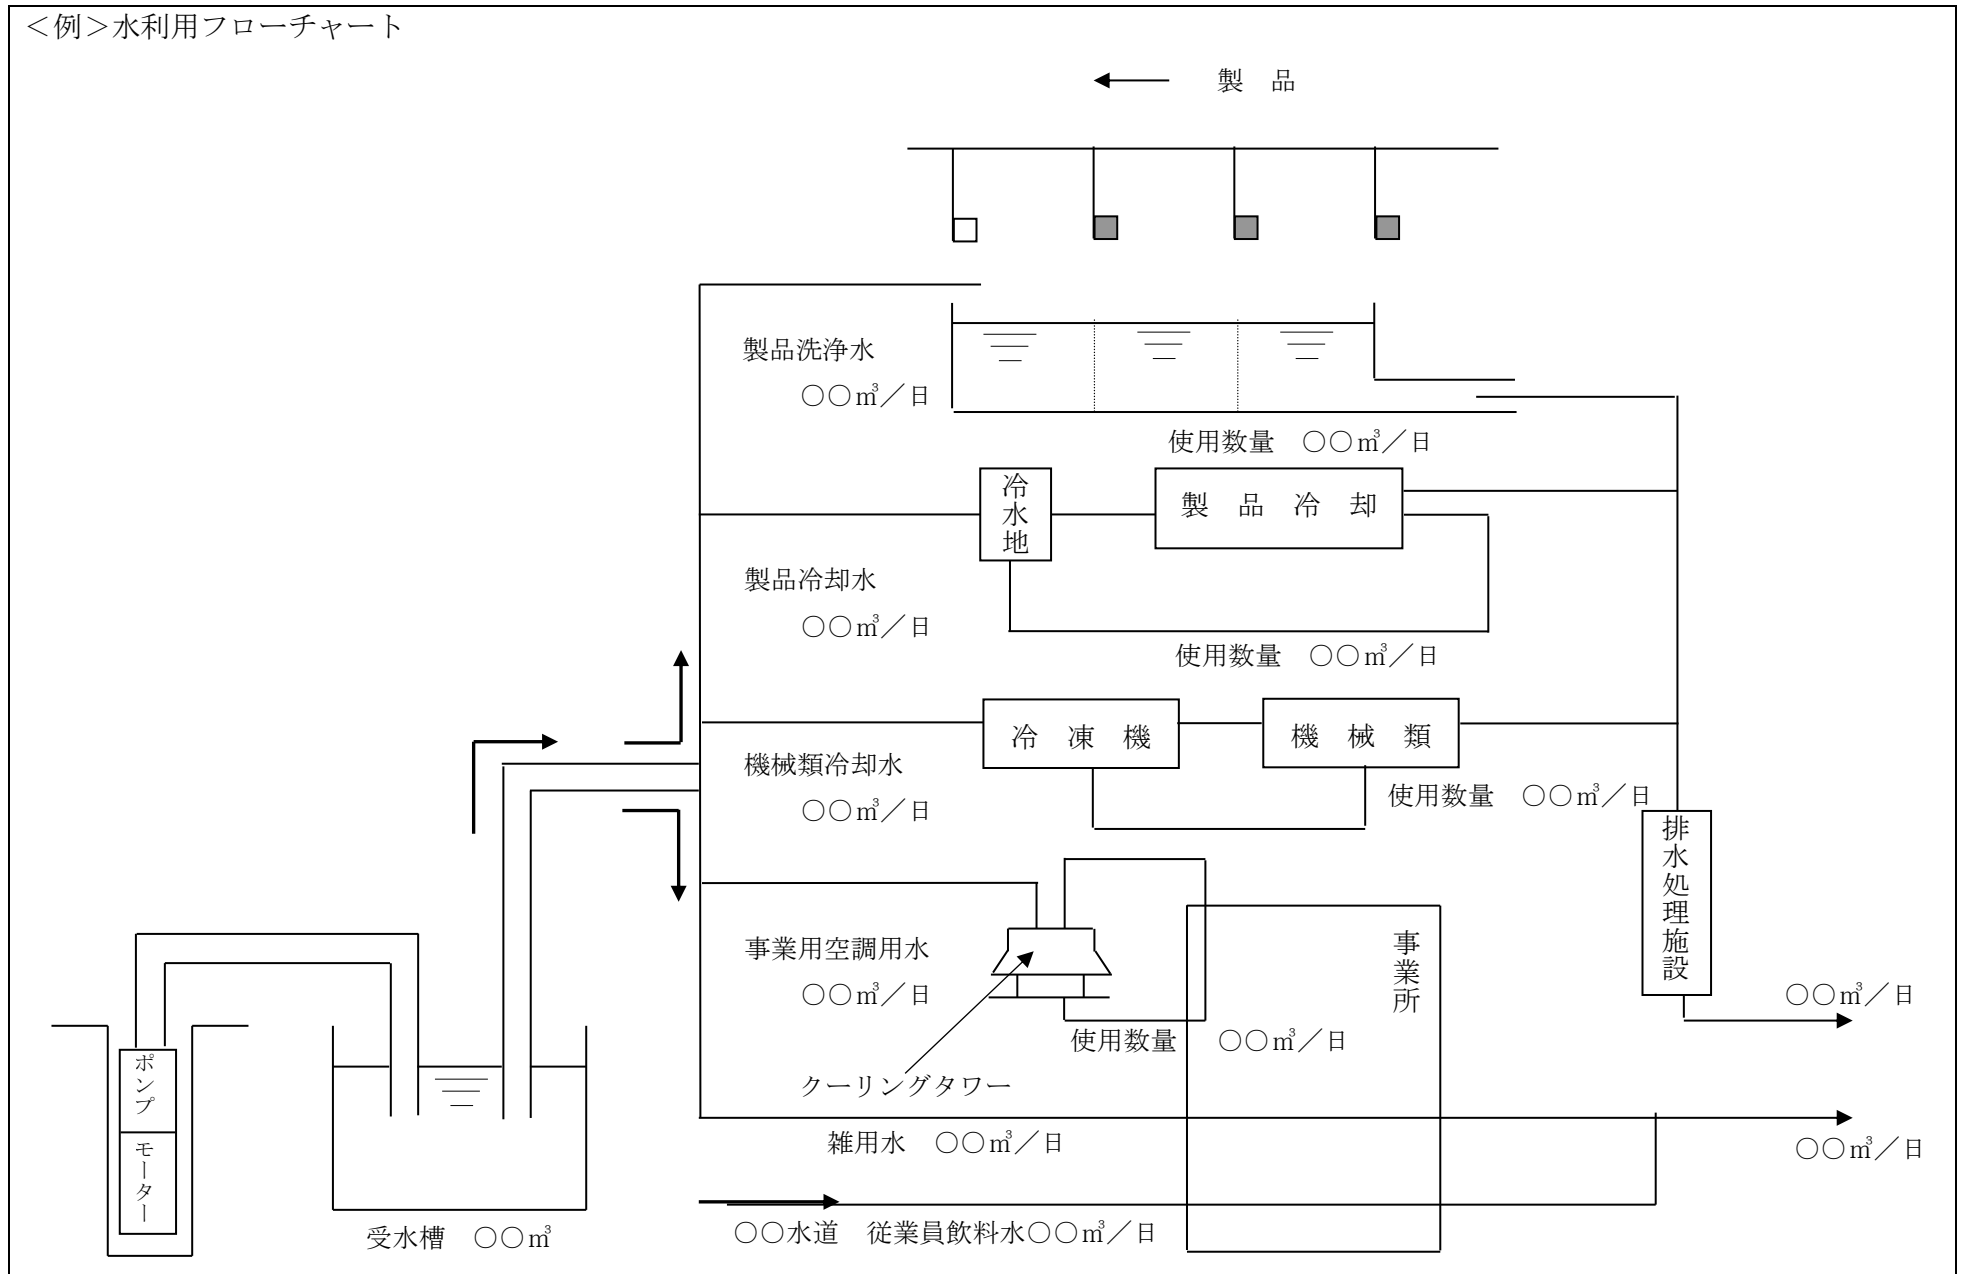 ＜例＞水利用フローチャート
製　品
製品洗浄水
○○㎥／日
使用数量　○○㎥／日
冷水地
製　品　冷　却
製品冷却水
○○㎥／日
使用数量　○○㎥／日
冷　凍　機
機　械　類
機械類冷却水
○○㎥／日
使用数量　○○㎥／日
排水処理施設
事業用空調用水
○○㎥／日
事業所
○○㎥／日
使用数量　○○㎥／日
クーリングタワー
ポンプ
モーター
雑用水　○○㎥／日
○○㎥／日
受水槽　○○㎥
○○水道　従業員飲料水○○㎥／日